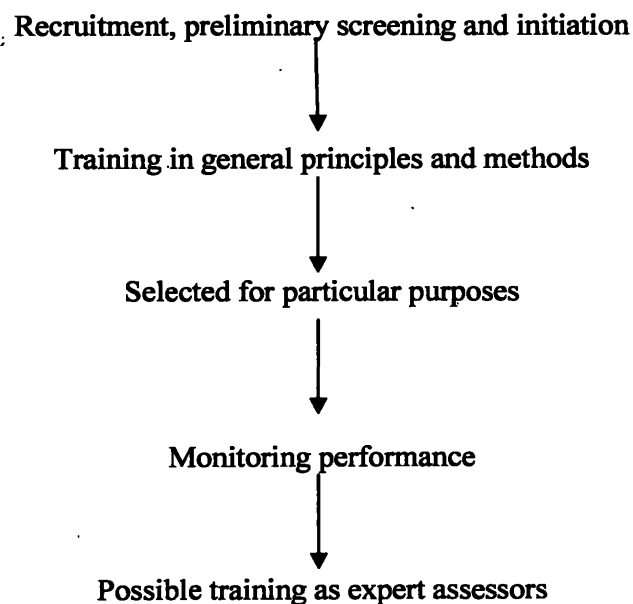 Recruitment, preliminary screening and initiation
Training in general principles and methods
Selected for particular purposes
Monitoring performance
Possible training as expert assessors